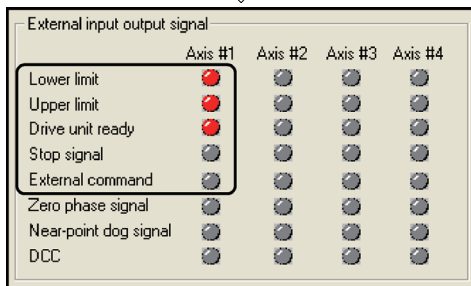 External input output signal
Axis #1 Axis #2 Axis #3 Axis #4
Lower limit
Upper limit
Drive unit ready
Stop signal
External command
Zero phase signal
Near-point dog signal
DCC